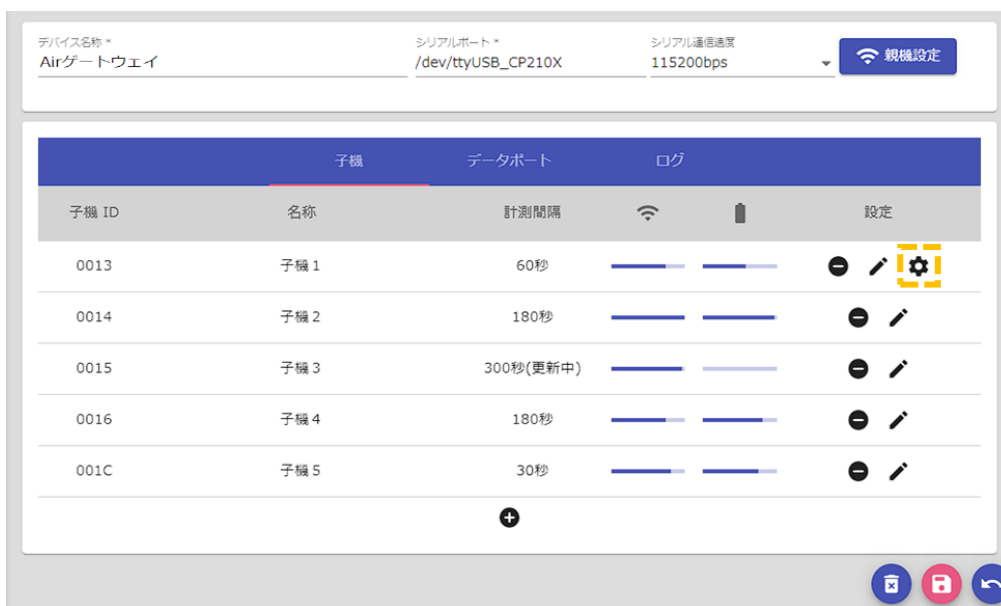 デバイス名称 * シリアルポート * シリアル通信速度
Airゲートウェイ /dev/ttyUSB_CP210X 115200bps 親機設定
子機 データポート ログ
子機 ID 名称 計測間隔 設定
0013 子機 1 60秒
0014 子機 2 180秒
0015 子機 3 300秒(更新中)
0016 子機 4 180秒
001C 子機 5 30秒